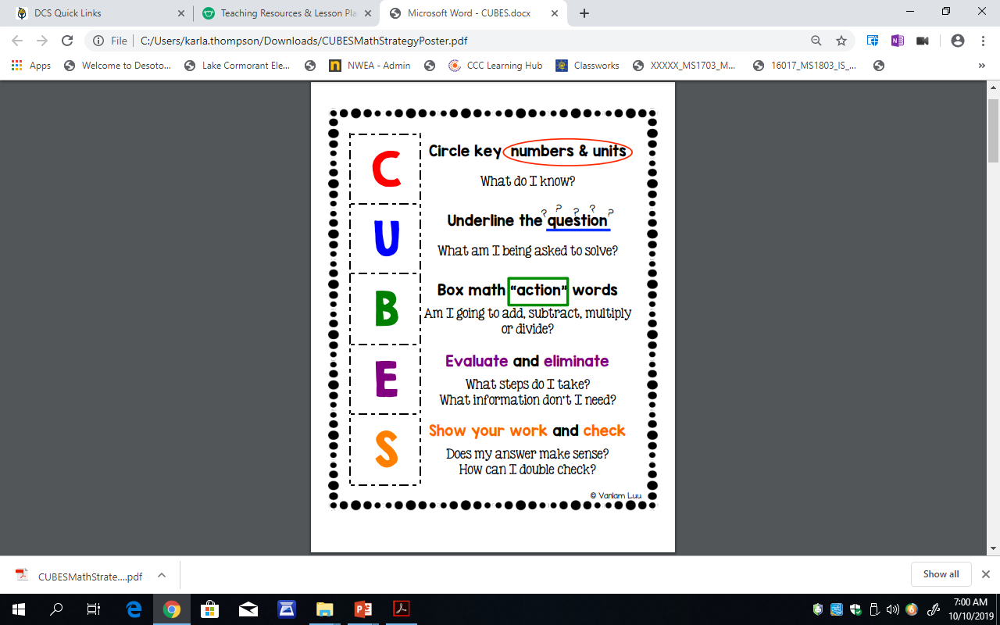 DCS Quick Links
Teaching Resources & Lesson Pla
Microsoft Word - CUBES.docx
File
C:/Users/karla.thompson/Downloads/CUBESMathStrategyPoster.pdf
Apps
Welcome to Desoto...
Lake Cormorant Ele...
NWEA - Admin
CCC Learning Hub
Classworks
XXXXX_MS1703_M...
16017_MS1803_IS_...
»
C
Circle key numbers & units
What do I know?
U
? ? ? ? ?
Underline the question
What am I being asked to solve?
B
Box math "action" words
Am I going to add, subtract, multiply
or divide?
E
Evaluate and eliminate
What steps do I take?
What information don't I need?
S
Show your work and check
Does my answer make sense?
How can I double check?
© Vanlam Luu
CUBESMathStrate....pdf
Show all
7:00 AM
10/10/2019